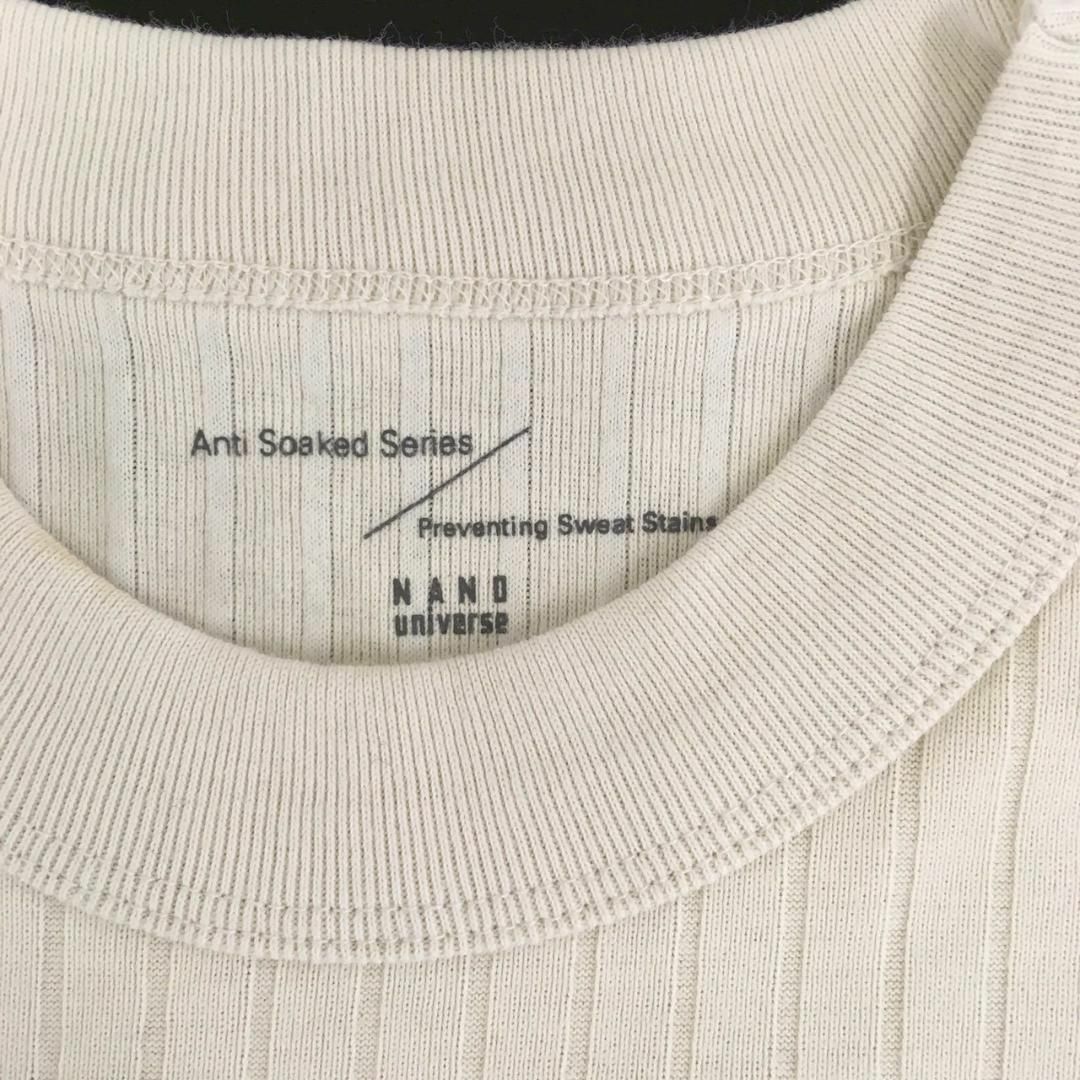 Anti Soaked Series
Preventing Sweat Stains
NANO
universe